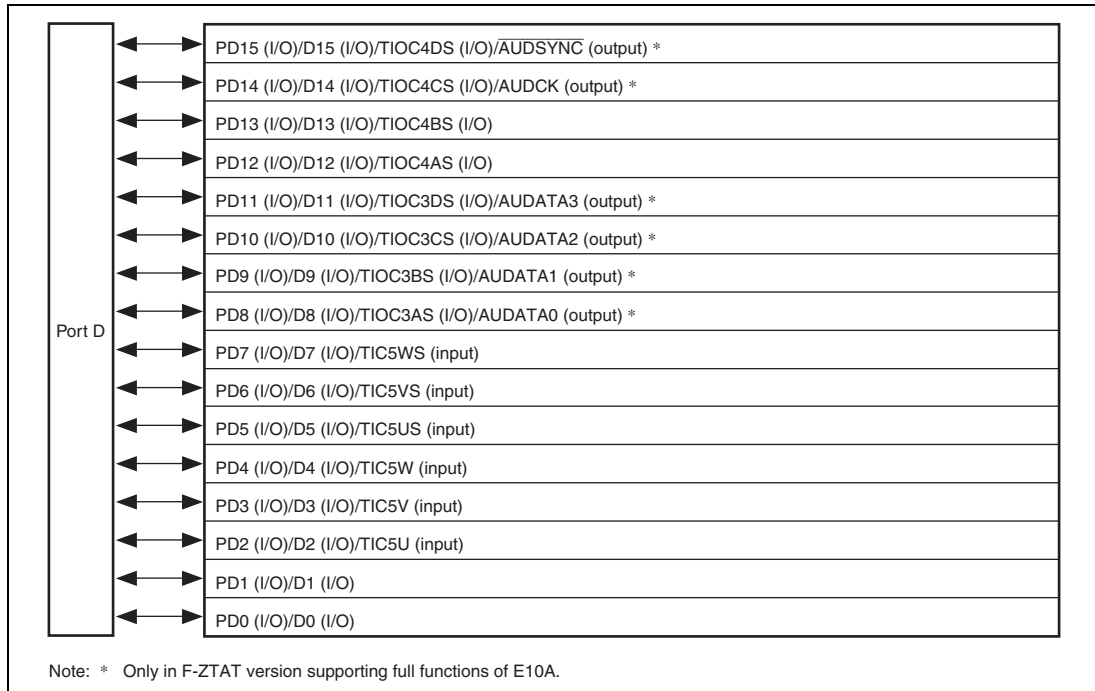 PD15 (I/O)/D15 (I/O)/TIOC4DS (I/O)/A̅U̅D̅S̅Y̅N̅C̅ (output) *
PD14 (I/O)/D14 (I/O)/TIOC4CS (I/O)/AUDCK (output) *
PD13 (I/O)/D13 (I/O)/TIOC4BS (I/O)
PD12 (I/O)/D12 (I/O)/TIOC4AS (I/O)
PD11 (I/O)/D11 (I/O)/TIOC3DS (I/O)/AUDATA3 (output) *
PD10 (I/O)/D10 (I/O)/TIOC3CS (I/O)/AUDATA2 (output) *
PD9 (I/O)/D9 (I/O)/TIOC3BS (I/O)/AUDATA1 (output) *
PD8 (I/O)/D8 (I/O)/TIOC3AS (I/O)/AUDATA0 (output) *
Port D
PD7 (I/O)/D7 (I/O)/TIC5WS (input)
PD6 (I/O)/D6 (I/O)/TIC5VS (input)
PD5 (I/O)/D5 (I/O)/TIC5US (input)
PD4 (I/O)/D4 (I/O)/TIC5W (input)
PD3 (I/O)/D3 (I/O)/TIC5V (input)
PD2 (I/O)/D2 (I/O)/TIC5U (input)
PD1 (I/O)/D1 (I/O)
PD0 (I/O)/D0 (I/O)
Note: * Only in F-ZTAT version supporting full functions of E10A.